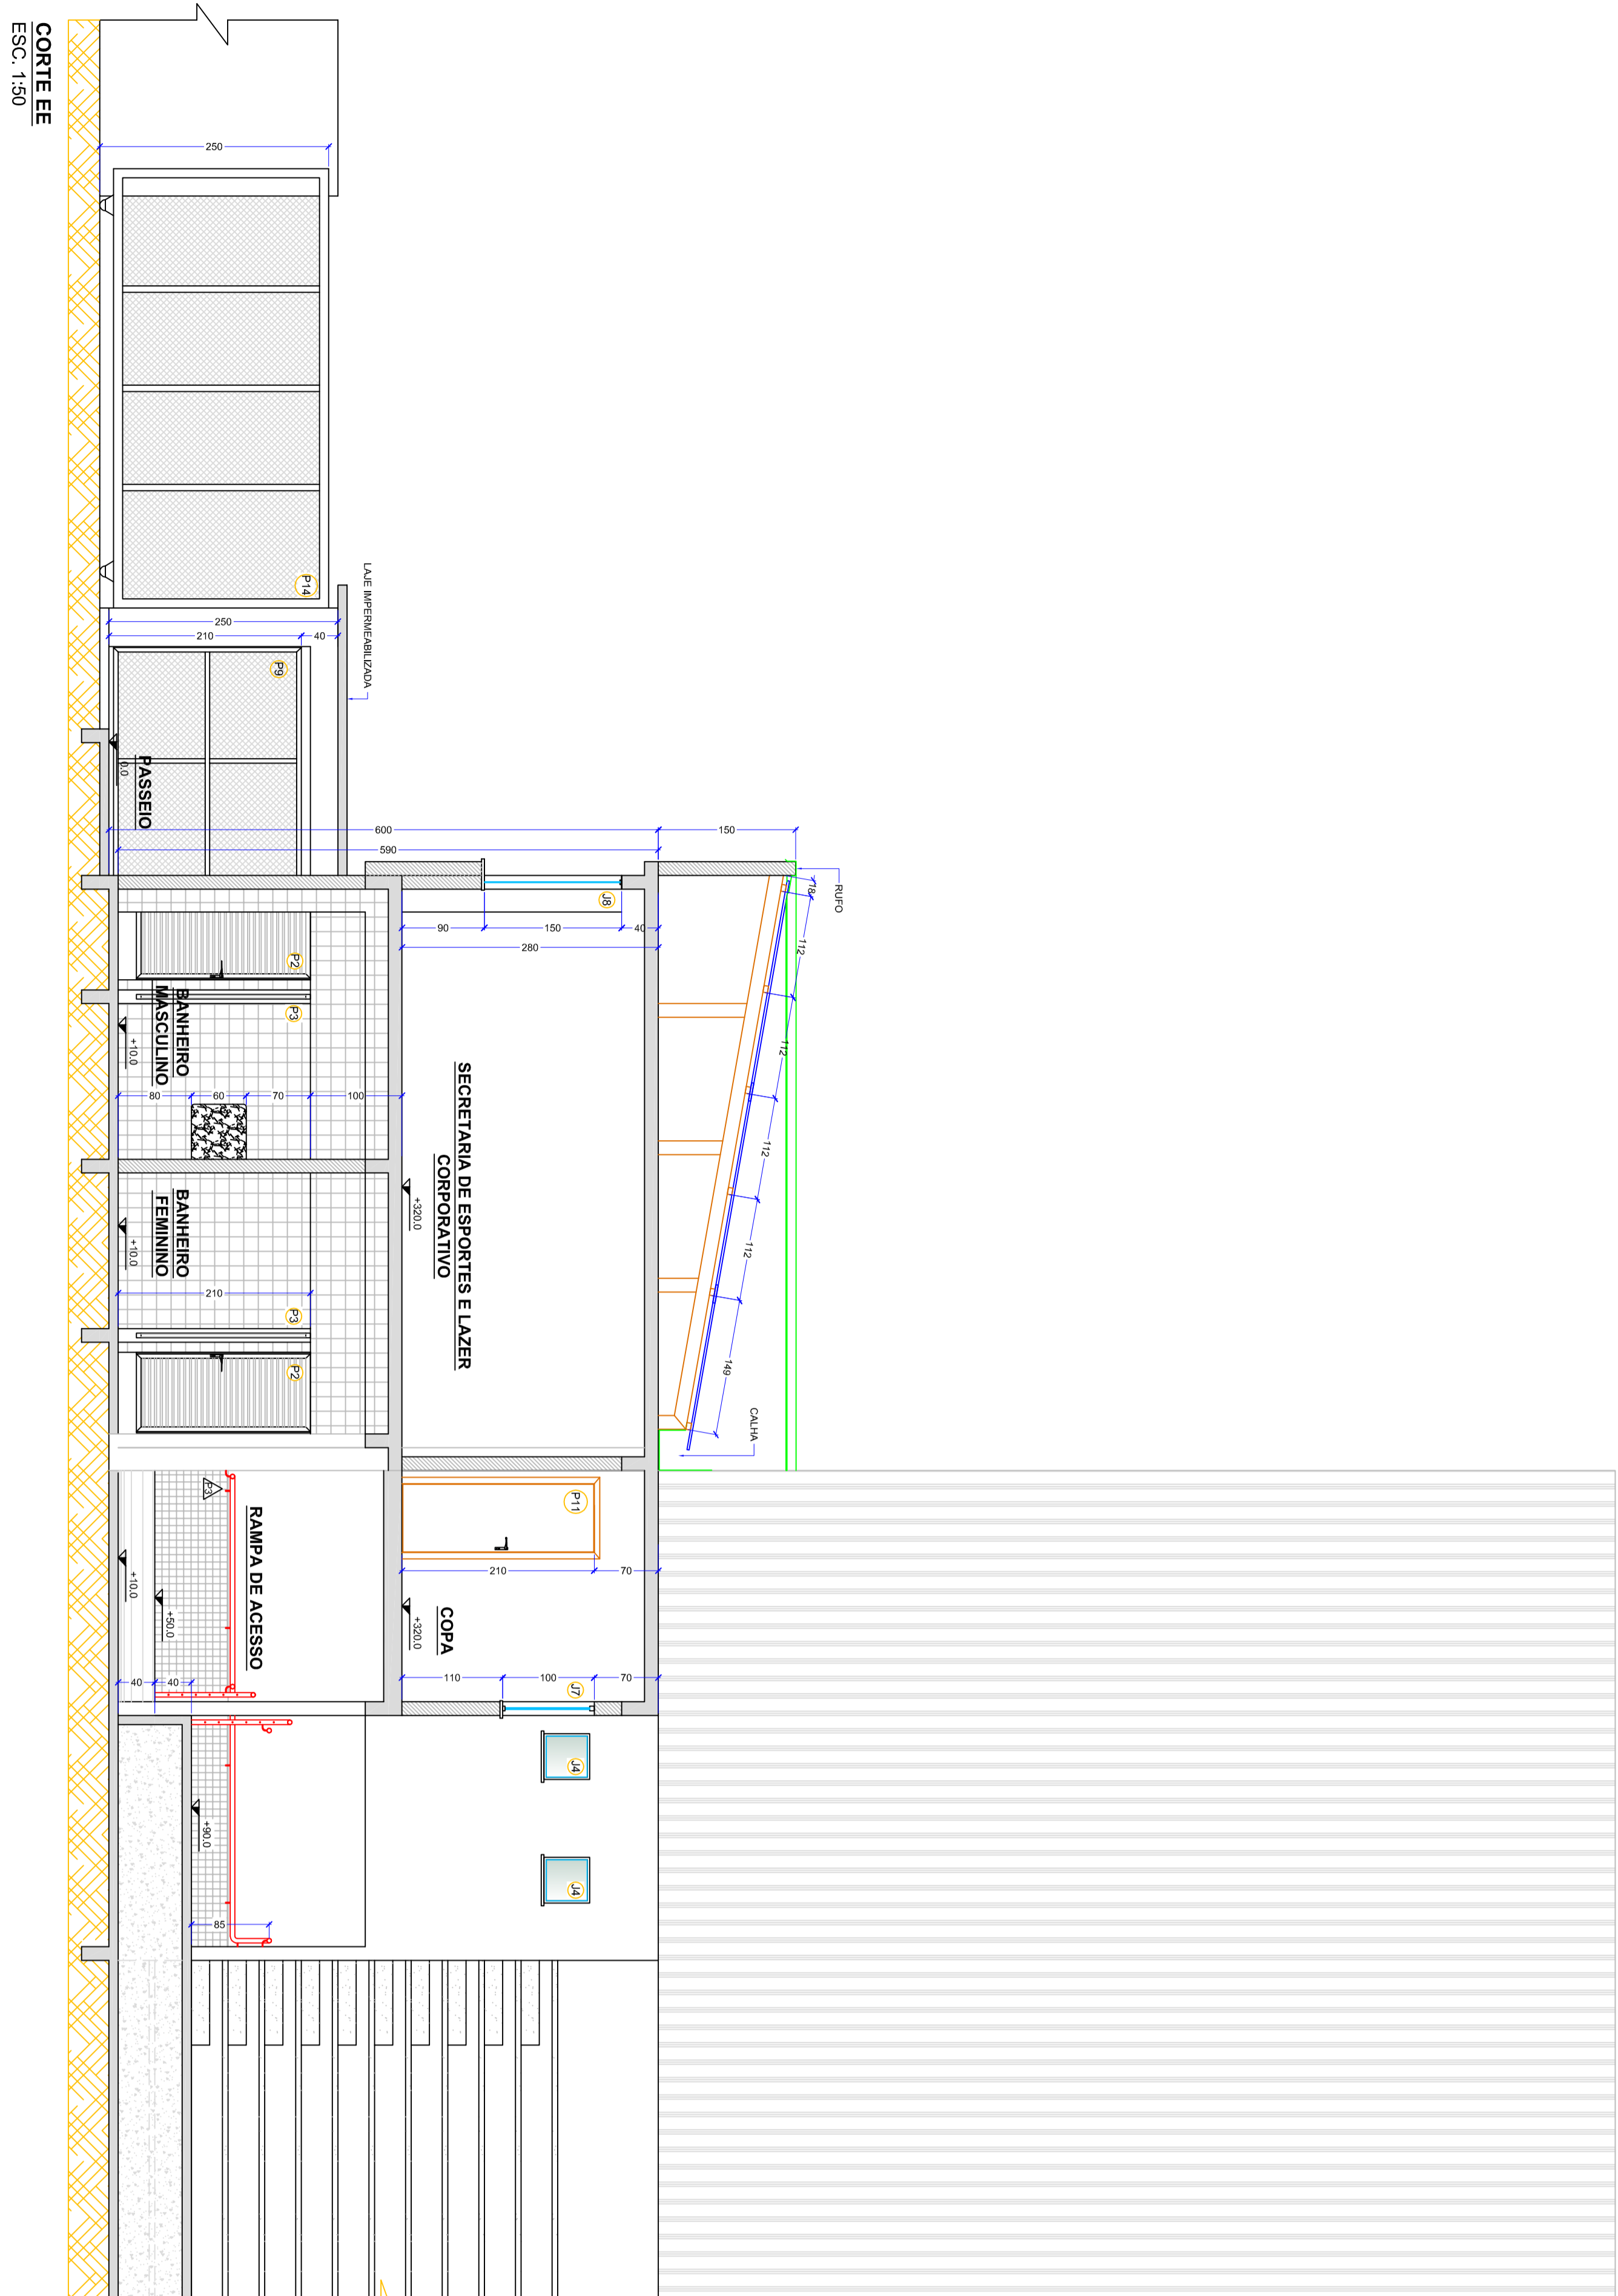 CORTE EE
ESC. 1:50
250
P14
LAJE IMPERMEABILIZADA
250
210
40
P9
PASSEIO
0.0
600
590
150
RUFO
18
112
112
112
112
149
CALHA
J8
90
150
40
280
SECRETARIA DE ESPORTES E LAZER
CORPORATIVO
+320.0
P2
P3
BANHEIRO
MASCULINO
+10.0
80
60
70
100
BANHEIRO
FEMININO
+10.0
210
P3
P2
P11
210
70
COPA
+320.0
110
100
70
J7
RAMPA DE ACESSO
P3
+10.0
+50.0
40
40
J4
J4
+90.0
85